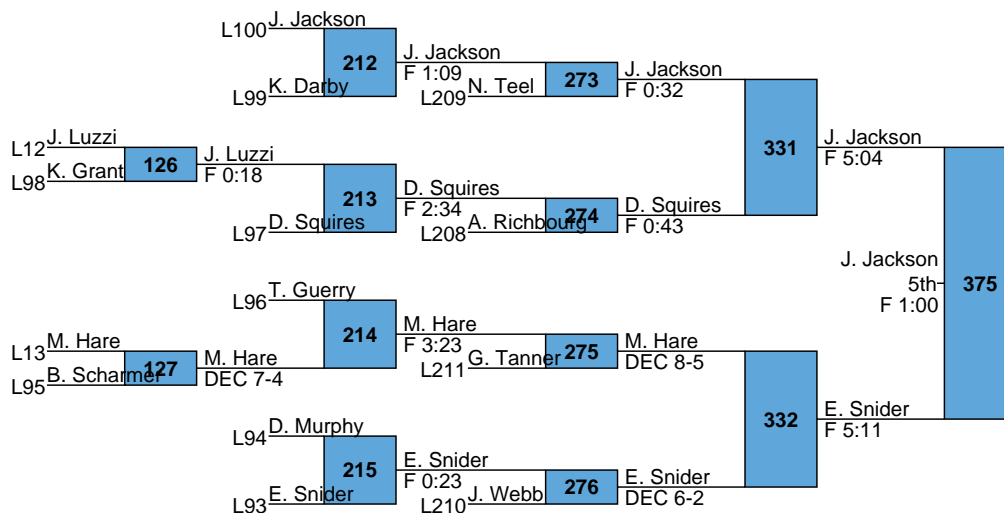 L100 J. Jackson
212
L99 K. Darby
J. Jackson
F 1:09
L209 N. Teel
273
J. Jackson
F 0:32
331
J. Jackson
F 5:04
L12 J. Luzzi
126
L98 K. Grant
J. Luzzi
F 0:18
213
L97 D. Squires
D. Squires
F 2:34
L208 A. Richbourg
274
D. Squires
F 0:43
J. Jackson
5th
F 1:00
375
L96 T. Guerry
214
L13 M. Hare
127
L95 B. Scharmer
M. Hare
DEC 7-4
M. Hare
F 3:23
L211 G. Tanner
275
M. Hare
DEC 8-5
332
E. Snider
F 5:11
L94 D. Murphy
215
L93 E. Snider
E. Snider
F 0:23
L210 J. Webb
276
E. Snider
DEC 6-2